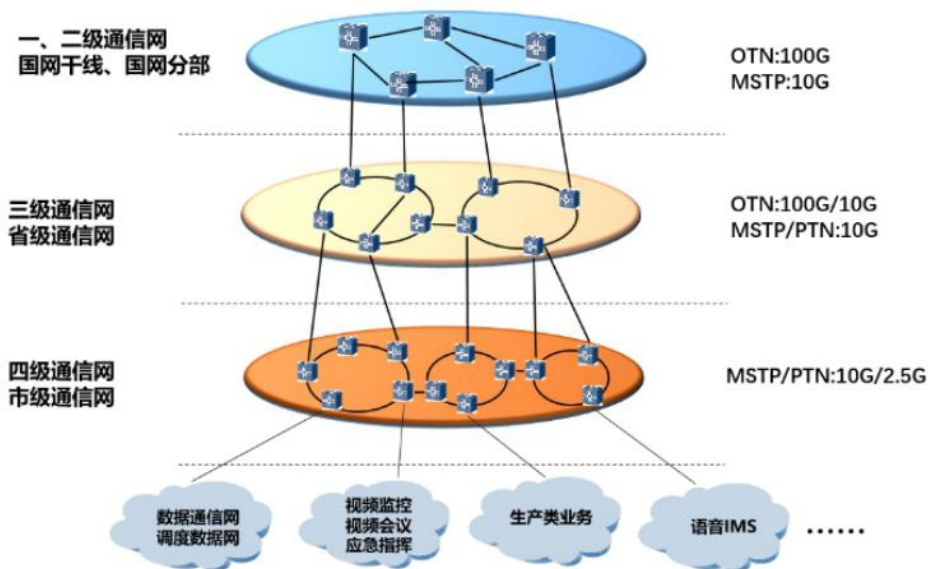 一、二级通信网
国网干线、国网分部
OTN:100G
MSTP:10G
三级通信网
省级通信网
OTN:100G/10G
MSTP/PTN:10G
四级通信网
市级通信网
MSTP/PTN:10G/2.5G
数据通信网
调度数据网
视频监控
视频会议
应急指挥
生产类业务
语音IMS
……